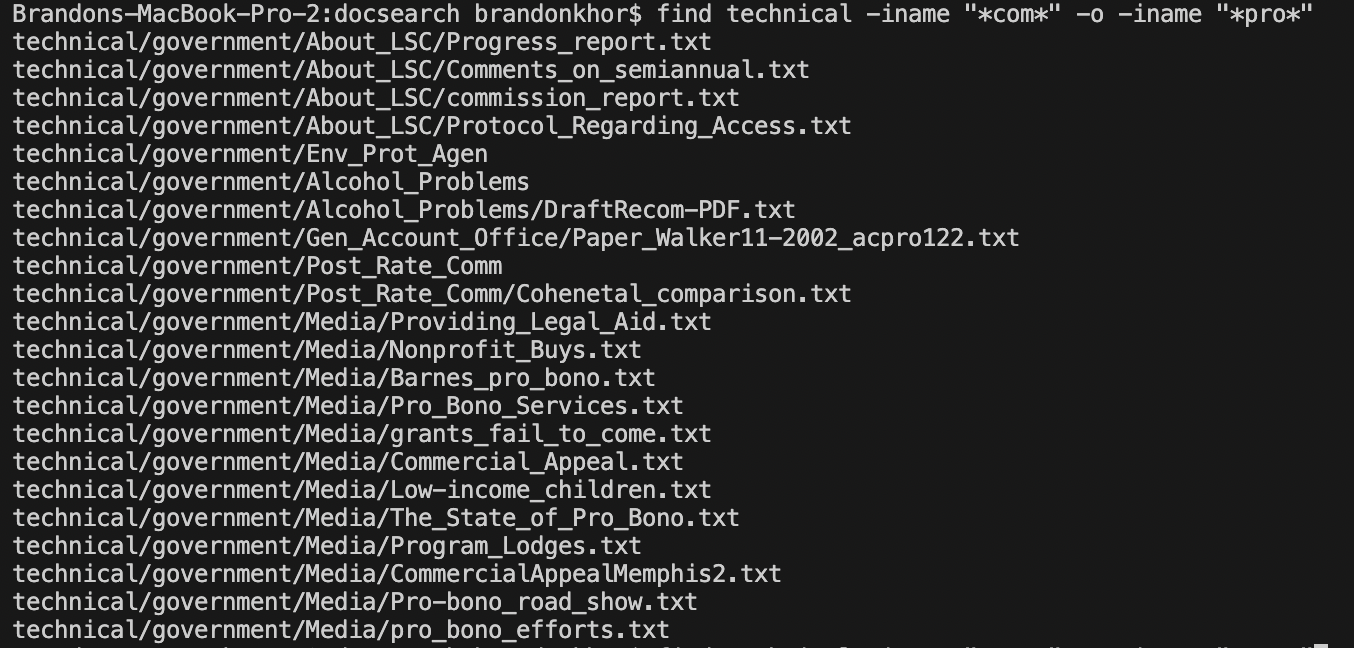 Brandons-MacBook-Pro-2:docsearch brandonkhor$ find technical -iname "*com*" -o -iname "*pro*"
technical/government/About_LSC/Progress_report.txt
technical/government/About_LSC/Comments_on_semiannual.txt
technical/government/About_LSC/commission_report.txt
technical/government/About_LSC/Protocol_Regarding_Access.txt
technical/government/Env_Prot_Agen
technical/government/Alcohol_Problems
technical/government/Alcohol_Problems/DraftRecom-PDF.txt
technical/government/Gen_Account_Office/Paper_Walker11-2002_acpro122.txt
technical/government/Post_Rate_Comm
technical/government/Post_Rate_Comm/Cohenetal_comparison.txt
technical/government/Media/Providing_Legal_Aid.txt
technical/government/Media/Nonprofit_Buys.txt
technical/government/Media/Barnes_pro_bono.txt
technical/government/Media/Pro_Bono_Services.txt
technical/government/Media/grants_fail_to_come.txt
technical/government/Media/Commercial_Appeal.txt
technical/government/Media/Low-income_children.txt
technical/government/Media/The_State_of_Pro_Bono.txt
technical/government/Media/Program_Lodges.txt
technical/government/Media/CommercialAppealMemphis2.txt
technical/government/Media/Pro-bono_road_show.txt
technical/government/Media/pro_bono_efforts.txt